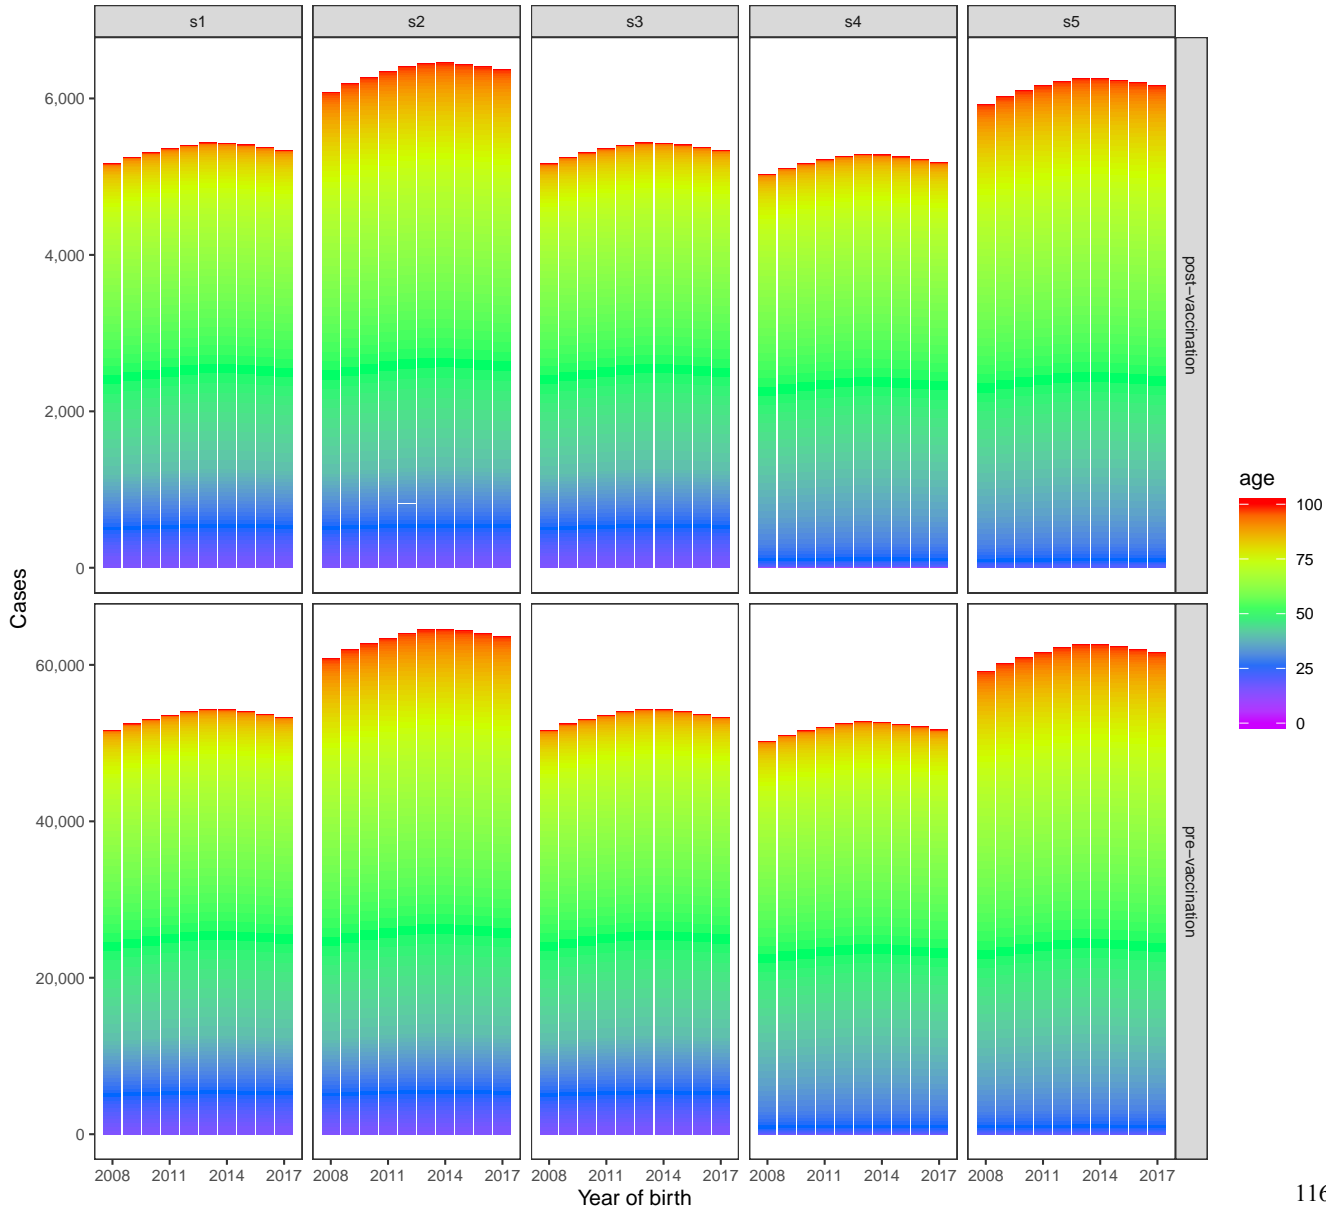 s1 s2 s3 s4 s5
6,000
4,000
2,000
0
post−vaccination
Cases
60,000
40,000
20,000
0
pre−vaccination
2008 2011 2014 2017 2008 2011 2014 2017 2008 2011 2014 2017 2008 2011 2014 2017 2008 2011 2014 2017
Year of birth
age
100
75
50
25
0
116